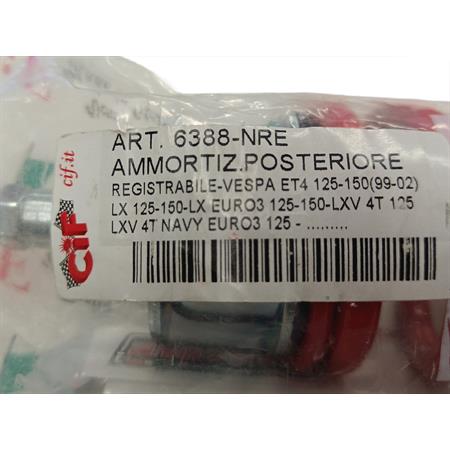 ART. 6388-NRE
AMMORTIZ.POSTERIORE
REGISTRABILE-VESPA ET4 125-150(99-02)
LX 125-150-LX EURO3 125-150-LXV 4T 125
LXV 4T NAVY EURO3 125 - .........
cif.it
CiF